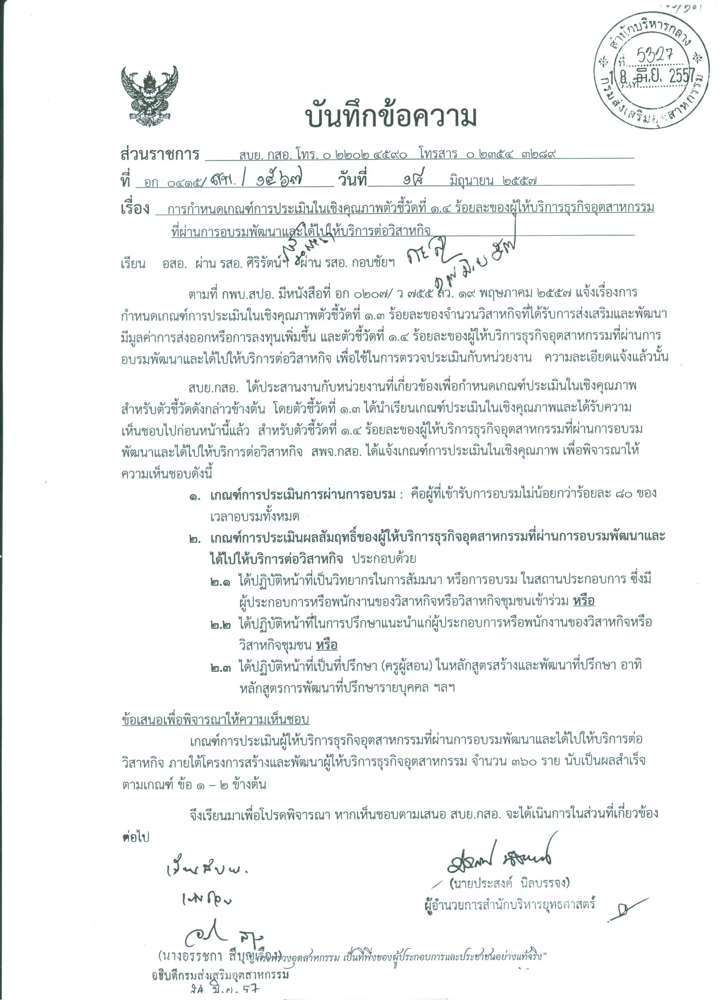 สำนักบริหารกลาง
ที่ 5327
วันที่ 18 มิ.ย. 2557
กรมส่งเสริมอุตสาหกรรม
บันทึกข้อความ
ส่วนราชการ สบย. กสอ. โทร. ๐ ๒๒๐๒ ๔๕๙๐ โทรสาร ๐ ๒๓๕๔ ๓๒๘๙
ที่ อก ๐๔๑๕/ สพ. / ๑๕๖๗ วันที่ ๑๘ มิถุนายน ๒๕๕๗
เรื่อง การกำหนดเกณฑ์การประเมินในเชิงคุณภาพตัวชี้วัดที่ ๑.๔ ร้อยละของผู้ให้บริการธุรกิจอุตสาหกรรม
ที่ผ่านการอบรมพัฒนาและได้ไปให้บริการต่อวิสาหกิจ
เรียน อสอ. ผ่าน รสอ. ศิริรัตน์ฯ ผ่าน รสอ. กอบชัยฯ
ตามที่ กพบ.สปอ. มีหนังสือที่ อก ๐๒๐๗/ ว ๗๕๕ ลว. ๑๙ พฤษภาคม ๒๕๕๗ แจ้งเรื่องการ
กำหนดเกณฑ์การประเมินในเชิงคุณภาพตัวชี้วัดที่ ๑.๓ ร้อยละของจำนวนวิสาหกิจที่ได้รับการส่งเสริมและพัฒนา
มีมูลค่าการส่งออกหรือการลงทุนเพิ่มขึ้น และตัวชี้วัดที่ ๑.๔ ร้อยละของผู้ให้บริการธุรกิจอุตสาหกรรมที่ผ่านการ
อบรมพัฒนาและได้ไปให้บริการต่อวิสาหกิจ เพื่อใช้ในการตรวจประเมินกับหน่วยงาน ความละเอียดแจ้งแล้วนั้น
สบย.กสอ. ได้ประสานงานกับหน่วยงานที่เกี่ยวข้องเพื่อกำหนดเกณฑ์ประเมินในเชิงคุณภาพ
สำหรับตัวชี้วัดดังกล่าวข้างต้น โดยตัวชี้วัดที่ ๑.๓ ได้นำเรียนเกณฑ์ประเมินในเชิงคุณภาพและได้รับความ
เห็นชอบไปก่อนหน้านี้แล้ว สำหรับตัวชี้วัดที่ ๑.๔ ร้อยละของผู้ให้บริการธุรกิจอุตสาหกรรมที่ผ่านการอบรม
พัฒนาและได้ไปให้บริการต่อวิสาหกิจ สพจ.กสอ. ได้แจ้งเกณฑ์การประเมินในเชิงคุณภาพ เพื่อพิจารณาให้
ความเห็นชอบดังนี้
๑. เกณฑ์การประเมินการผ่านการอบรม : คือผู้ที่เข้ารับการอบรมไม่น้อยกว่าร้อยละ ๘๐ ของ
เวลาอบรมทั้งหมด
๒. เกณฑ์การประเมินผลสัมฤทธิ์ของผู้ให้บริการธุรกิจอุตสาหกรรมที่ผ่านการอบรมพัฒนาและ
ได้ไปให้บริการต่อวิสาหกิจ ประกอบด้วย
๒.๑ ได้ปฏิบัติหน้าที่เป็นวิทยากรในการสัมมนา หรือการอบรม ในสถานประกอบการ ซึ่งมี
ผู้ประกอบการหรือพนักงานของวิสาหกิจหรือวิสาหกิจชุมชนเข้าร่วม หรือ
๒.๒ ได้ปฏิบัติหน้าที่ในการปรึกษาแนะนำแก่ผู้ประกอบการหรือพนักงานของวิสาหกิจหรือ
วิสาหกิจชุมชน หรือ
๒.๓ ได้ปฏิบัติหน้าที่เป็นที่ปรึกษา (ครูผู้สอน) ในหลักสูตรสร้างและพัฒนาที่ปรึกษา อาทิ
หลักสูตรการพัฒนาที่ปรึกษารายบุคคล ฯลฯ
ข้อเสนอเพื่อพิจารณาให้ความเห็นชอบ
เกณฑ์การประเมินผู้ให้บริการธุรกิจอุตสาหกรรมที่ผ่านการอบรมพัฒนาและได้ไปให้บริการต่อ
วิสาหกิจ ภายใต้โครงการสร้างและพัฒนาผู้ให้บริการธุรกิจอุตสาหกรรม จำนวน ๓๖๐ ราย นับเป็นผลสำเร็จ
ตามเกณฑ์ ข้อ ๑ – ๒ ข้างต้น
จึงเรียนมาเพื่อโปรดพิจารณา หากเห็นชอบตามเสนอ สบย.กสอ. จะได้เนินการในส่วนที่เกี่ยวข้อง
ต่อไป
(นายประสงค์ นิลบรรจง)
ผู้อำนวยการสำนักบริหารยุทธศาสตร์
เห็นชอบ
(นางอรรชกา สีบุญเรือง)
อธิบดีกรมส่งเสริมอุตสาหกรรม
24 มิ.ย. 57
"กระทรวงอุตสาหกรรม เป็นที่พึ่งของผู้ประกอบการและประชาชนอย่างแท้จริง"